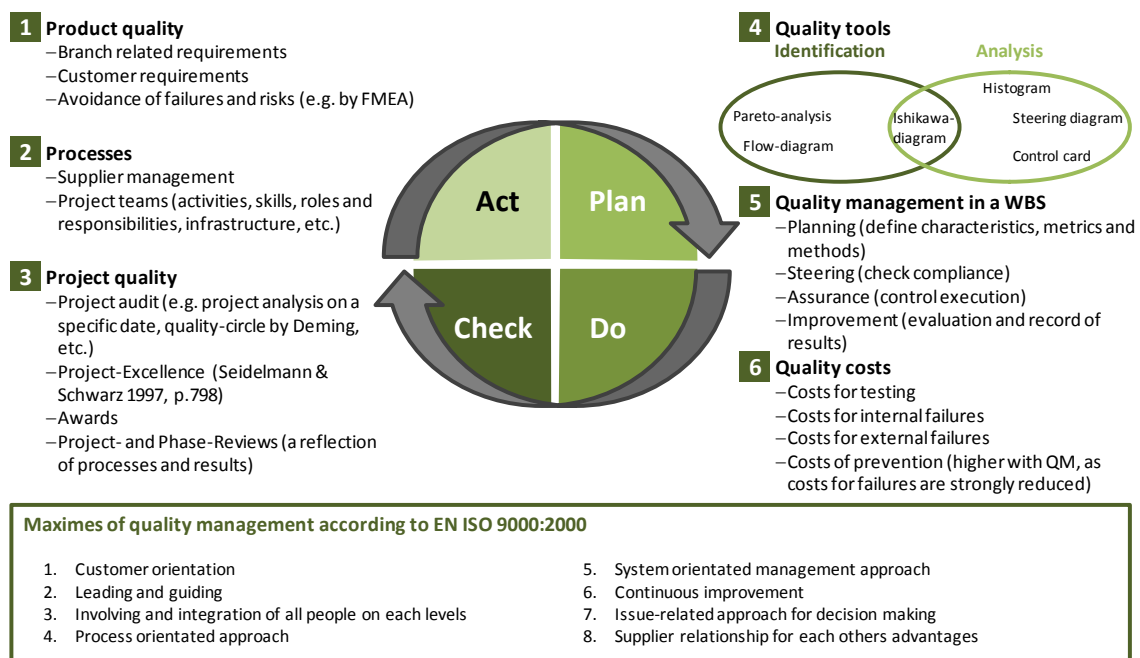 1 Product quality
–Branch related requirements
–Customer requirements
–Avoidance of failures and risks (e.g. by FMEA)
2 Processes
–Supplier management
–Project teams (activities, skills, roles and
responsibilities, infrastructure, etc.)
3 Project quality
–Project audit (e.g. project analysis on a
specific date, quality-circle by Deming,
etc.)
–Project-Excellence (Seidelmann &
Schwarz 1997, p.798)
–Awards
–Project- and Phase-Reviews (a reflection
of processes and results)
Act
Plan
Check
Do
4 Quality tools
Identification
Analysis
Pareto-analysis
Flow-diagram
Ishikawa-
diagram
Histogram
Steering diagram
Control card
5 Quality management in a WBS
–Planning (define characteristics, metrics and
methods)
–Steering (check compliance)
–Assurance (control execution)
–Improvement (evaluation and record of
results)
6 Quality costs
–Costs for testing
–Costs for internal failures
–Costs for external failures
–Costs of prevention (higher with QM, as
costs for failures are strongly reduced)
Maximes of quality management according to EN ISO 9000:2000
1. Customer orientation
2. Leading and guiding
3. Involving and integration of all people on each levels
4. Process orientated approach
5. System orientated management approach
6. Continuous improvement
7. Issue-related approach for decision making
8. Supplier relationship for each others advantages